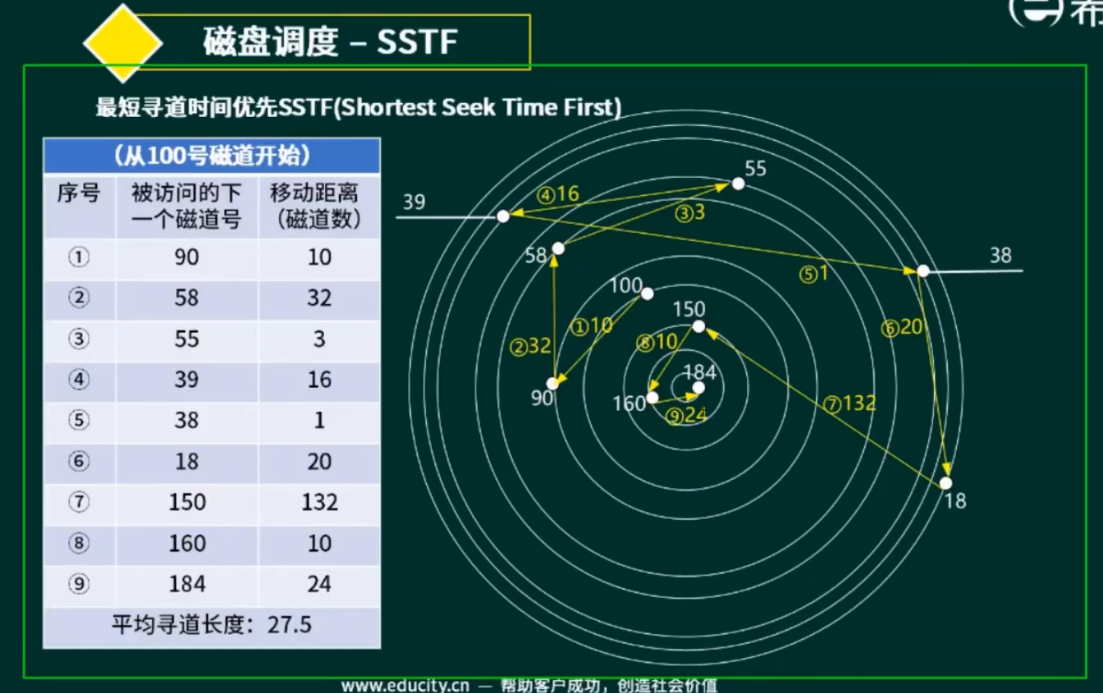 希
磁盘调度 – SSTF
最短寻道时间优先SSTF(Shortest Seek Time First)
(从100号磁道开始)
序号 被访问的下一个磁道号 移动距离(磁道数)
① 90 10
② 58 32
③ 55 3
④ 39 16
⑤ 38 1
⑥ 18 20
⑦ 150 132
⑧ 160 10
⑨ 184 24
平均寻道长度：27.5
55
④16
39
③3
58
38
⑤1
100
150
①10
⑥20
②32
⑧10
184
90
160
⑦132
⑨24
18
www.educity.cn — 帮助客户成功，创造社会价值